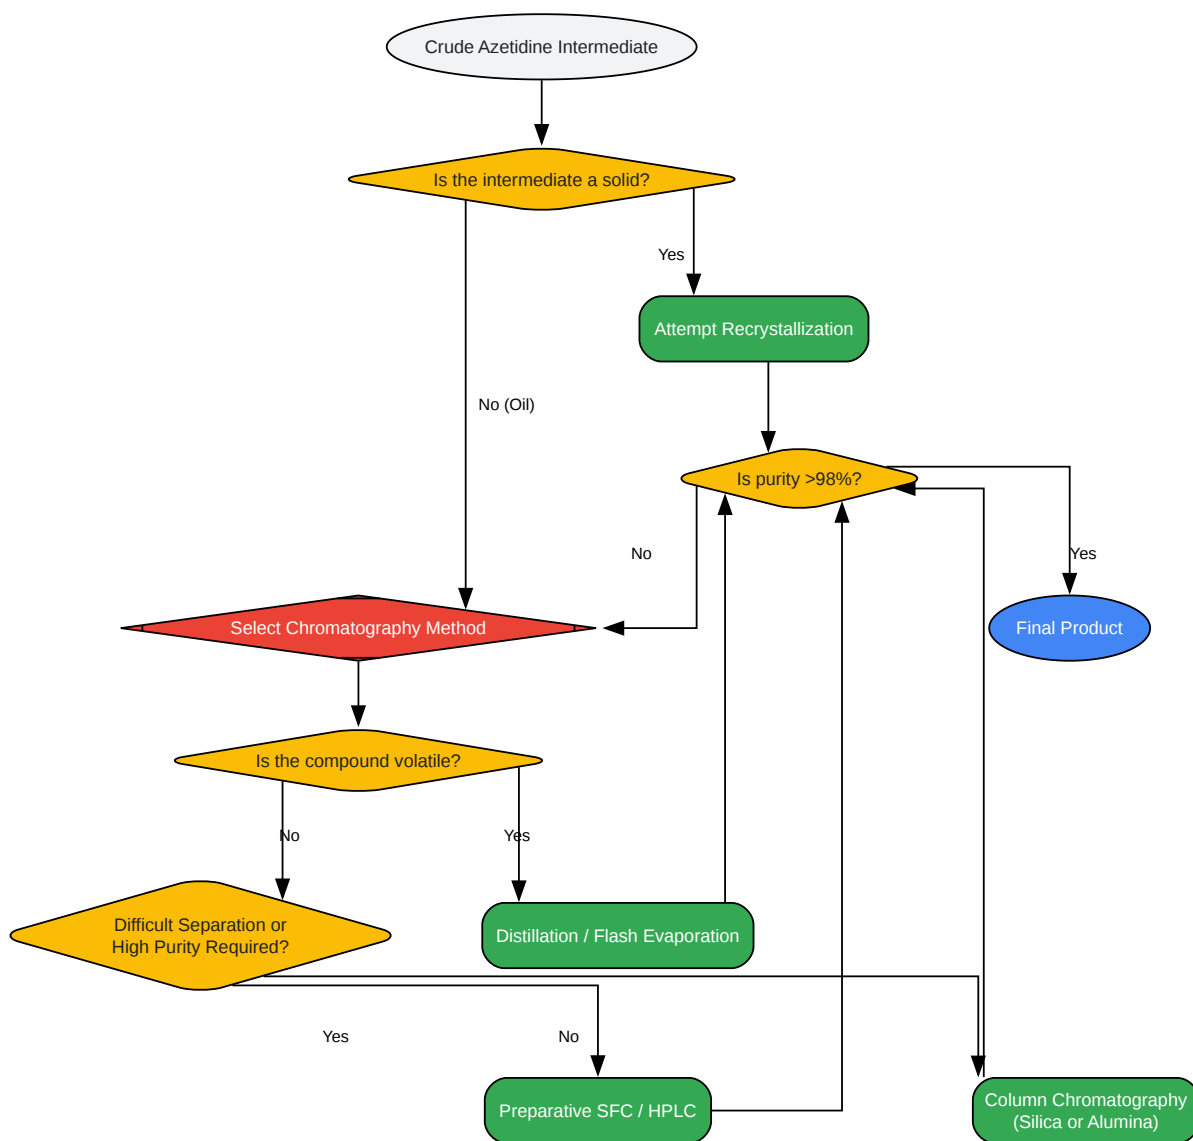 Crude Azetidine Intermediate
Is the intermediate a solid?
Yes
Attempt Recrystallization
No (Oil)
Is purity >98%?
No
Yes
Select Chromatography Method
Final Product
Is the compound volatile?
No
Yes
Difficult Separation or
High Purity Required?
Distillation / Flash Evaporation
Yes
No
Preparative SFC / HPLC
Column Chromatography
(Silica or Alumina)